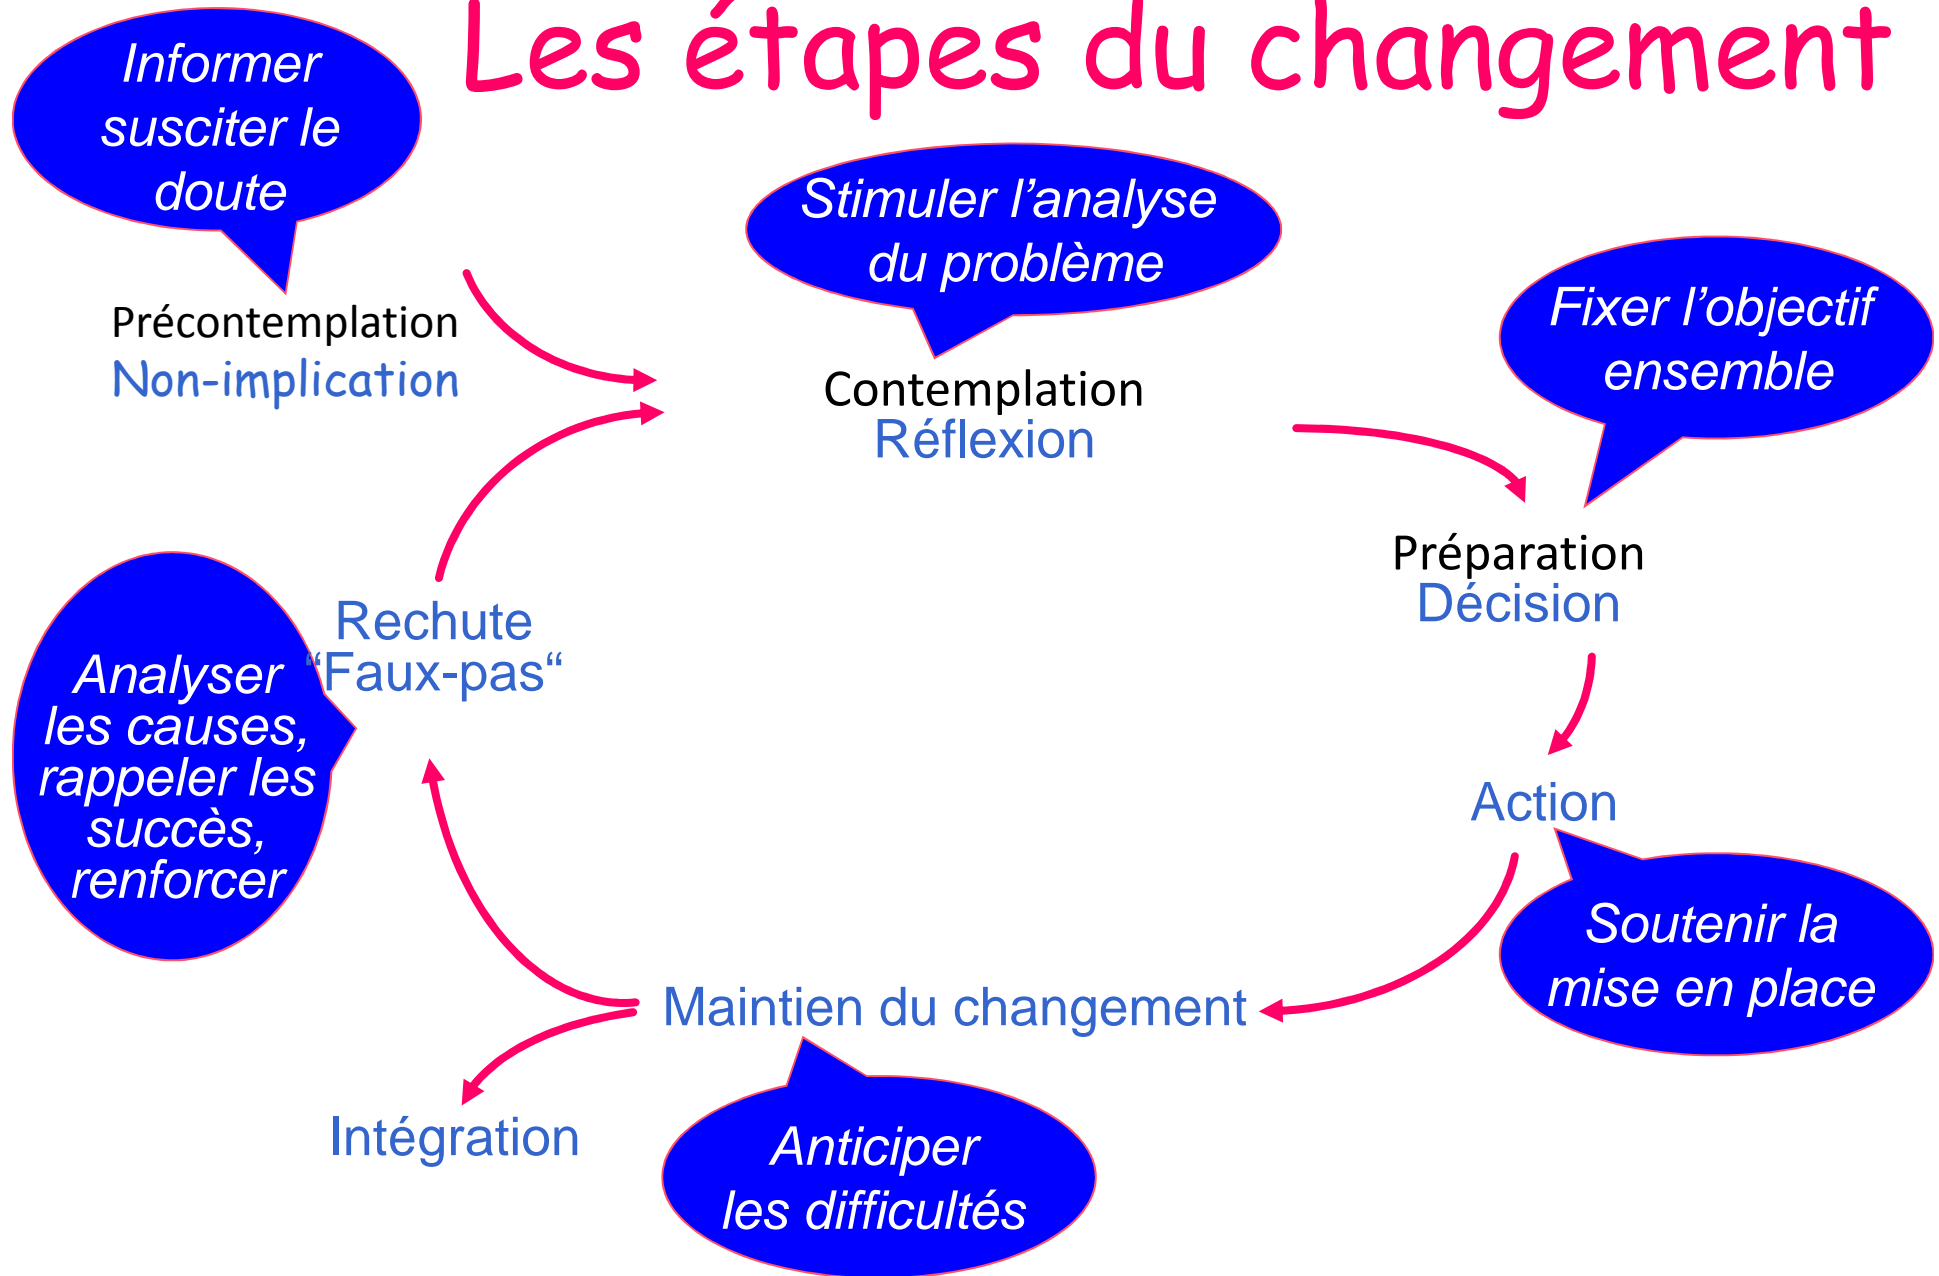 Les étapes du changement
Informer
susciter le
doute
Précontemplation
Non-implication
Stimuler l’analyse
du problème
Contemplation
Réflexion
Fixer l’objectif
ensemble
Préparation
Décision
Action
Soutenir la
mise en place
Maintien du changement
Anticiper
les difficultés
Intégration
Rechute
“Faux-pas“
Analyser
les causes,
rappeler les
succès,
renforcer